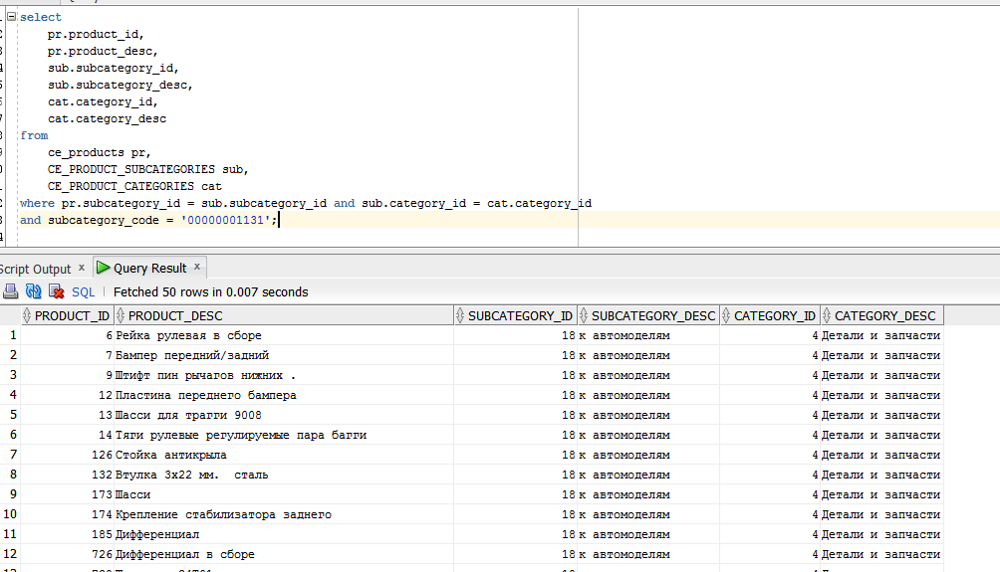 select
pr.product_id,
pr.product_desc,
sub.subcategory_id,
sub.subcategory_desc,
cat.category_id,
cat.category_desc
from
ce_products pr,
CE_PRODUCT_SUBCATEGORIES sub,
CE_PRODUCT_CATEGORIES cat
where pr.subcategory_id = sub.subcategory_id and sub.category_id = cat.category_id
and subcategory_code = '00000001131';
Script Output x Query Result x
SQL | Fetched 50 rows in 0.007 seconds
PRODUCT_ID PRODUCT_DESC SUBCATEGORY_ID SUBCATEGORY_DESC CATEGORY_ID CATEGORY_DESC
1 6 Рейка рулевая в сборе 18 к автомоделям 4 Детали и запчасти
2 7 Бампер передний/задний 18 к автомоделям 4 Детали и запчасти
3 9 Штифт пин рычагов нижних . 18 к автомоделям 4 Детали и запчасти
4 12 Пластина переднего бампера 18 к автомоделям 4 Детали и запчасти
5 13 Шасси для трагги 9008 18 к автомоделям 4 Детали и запчасти
6 14 Тяги рулевые регулируемые пара багги 18 к автомоделям 4 Детали и запчасти
7 126 Стойка антикрыла 18 к автомоделям 4 Детали и запчасти
8 132 Втулка 3х22 мм. сталь 18 к автомоделям 4 Детали и запчасти
9 173 Шасси 18 к автомоделям 4 Детали и запчасти
10 174 Крепление стабилизатора заднего 18 к автомоделям 4 Детали и запчасти
11 185 Дифференциал 18 к автомоделям 4 Детали и запчасти
12 726 Дифференциал в сборе 18 к автомоделям 4 Детали и запчасти